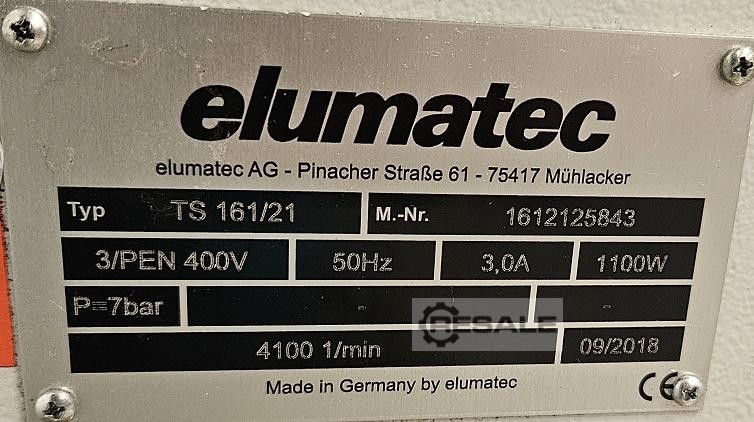 elumatec
elumatec AG - Pinacher Straße 61 - 75417 Mühlacker
Typ TS 161/21 M.-Nr. 1612125843
3/PEN 400V 50Hz 3,0A 1100W
P=7bar - -
RESALE
4100 1/min 09/2018
Made in Germany by elumatec CE